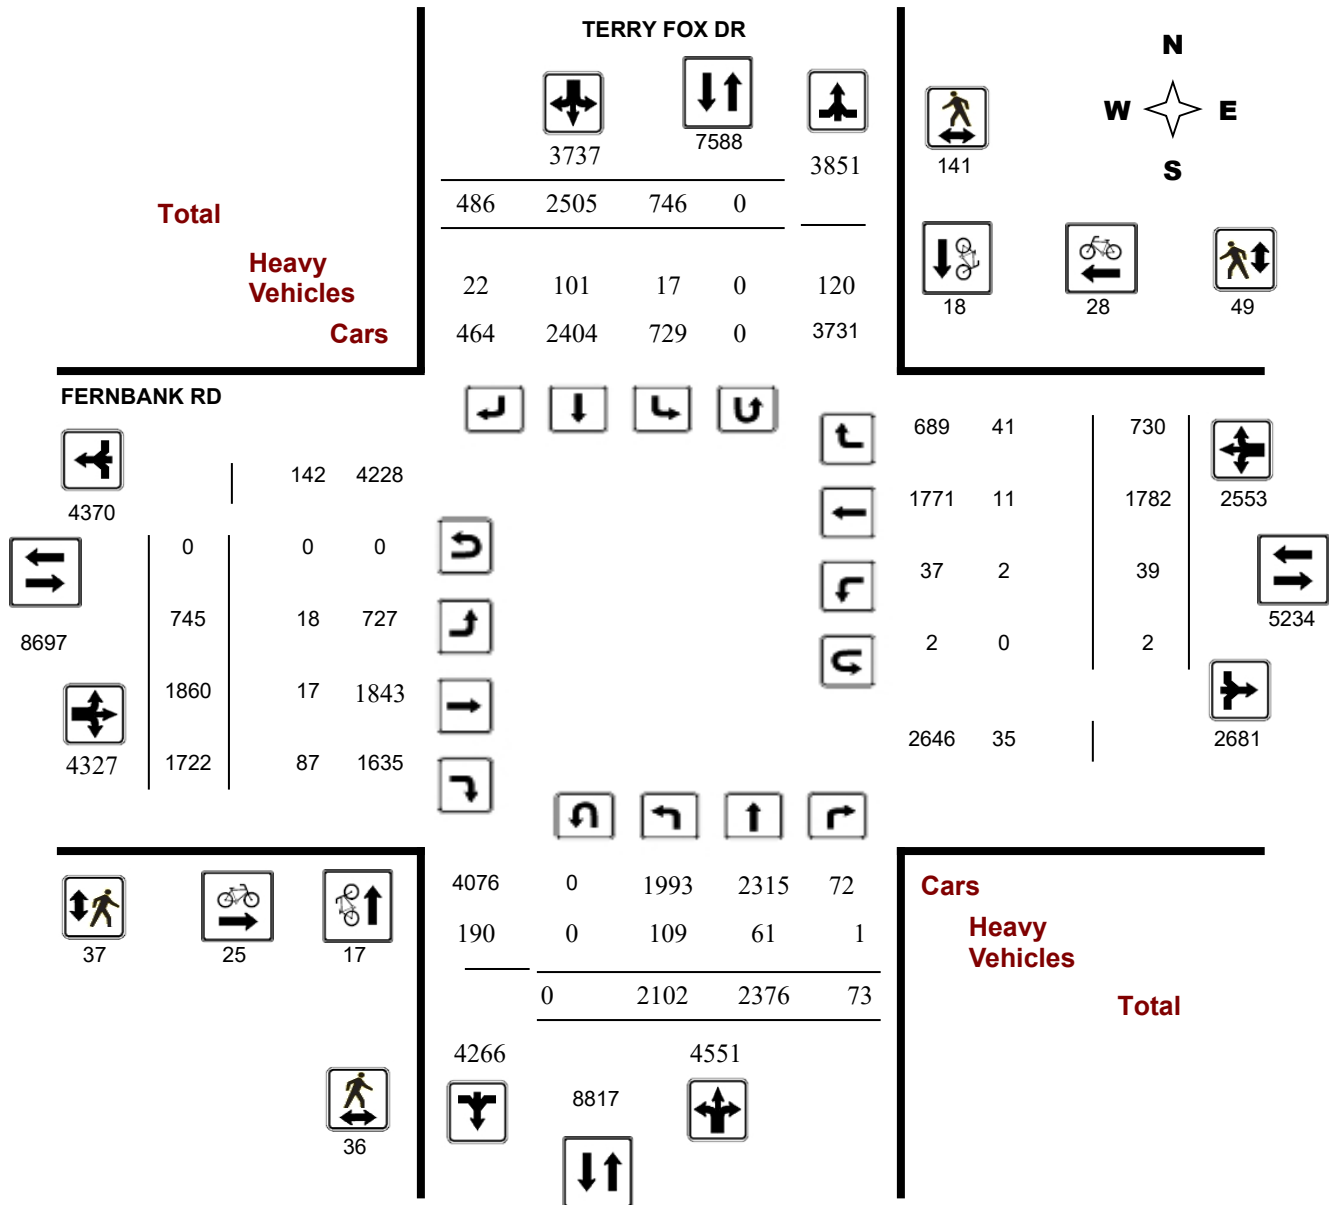 TERRY FOX DR
N
W E
S
3737
7588
3851
141
Total
486 2505 746 0
Heavy
Vehicles
22 101 17 0 120
Cars
464 2404 729 0 3731
18 28 49
FERNBANK RD
689 41 730
142 4228
1771 11 1782 2553
4370
0 0 0
37 2 39
745 18 727
5234
8697
2 0 2
1860 17 1843
2646 35 2681
4327 1722 87 1635
4076 0 1993 2315 72
Cars
190 0 109 61 1
Heavy
Vehicles
37 25 17
0 2102 2376 73
Total
4266 4551
8817
36